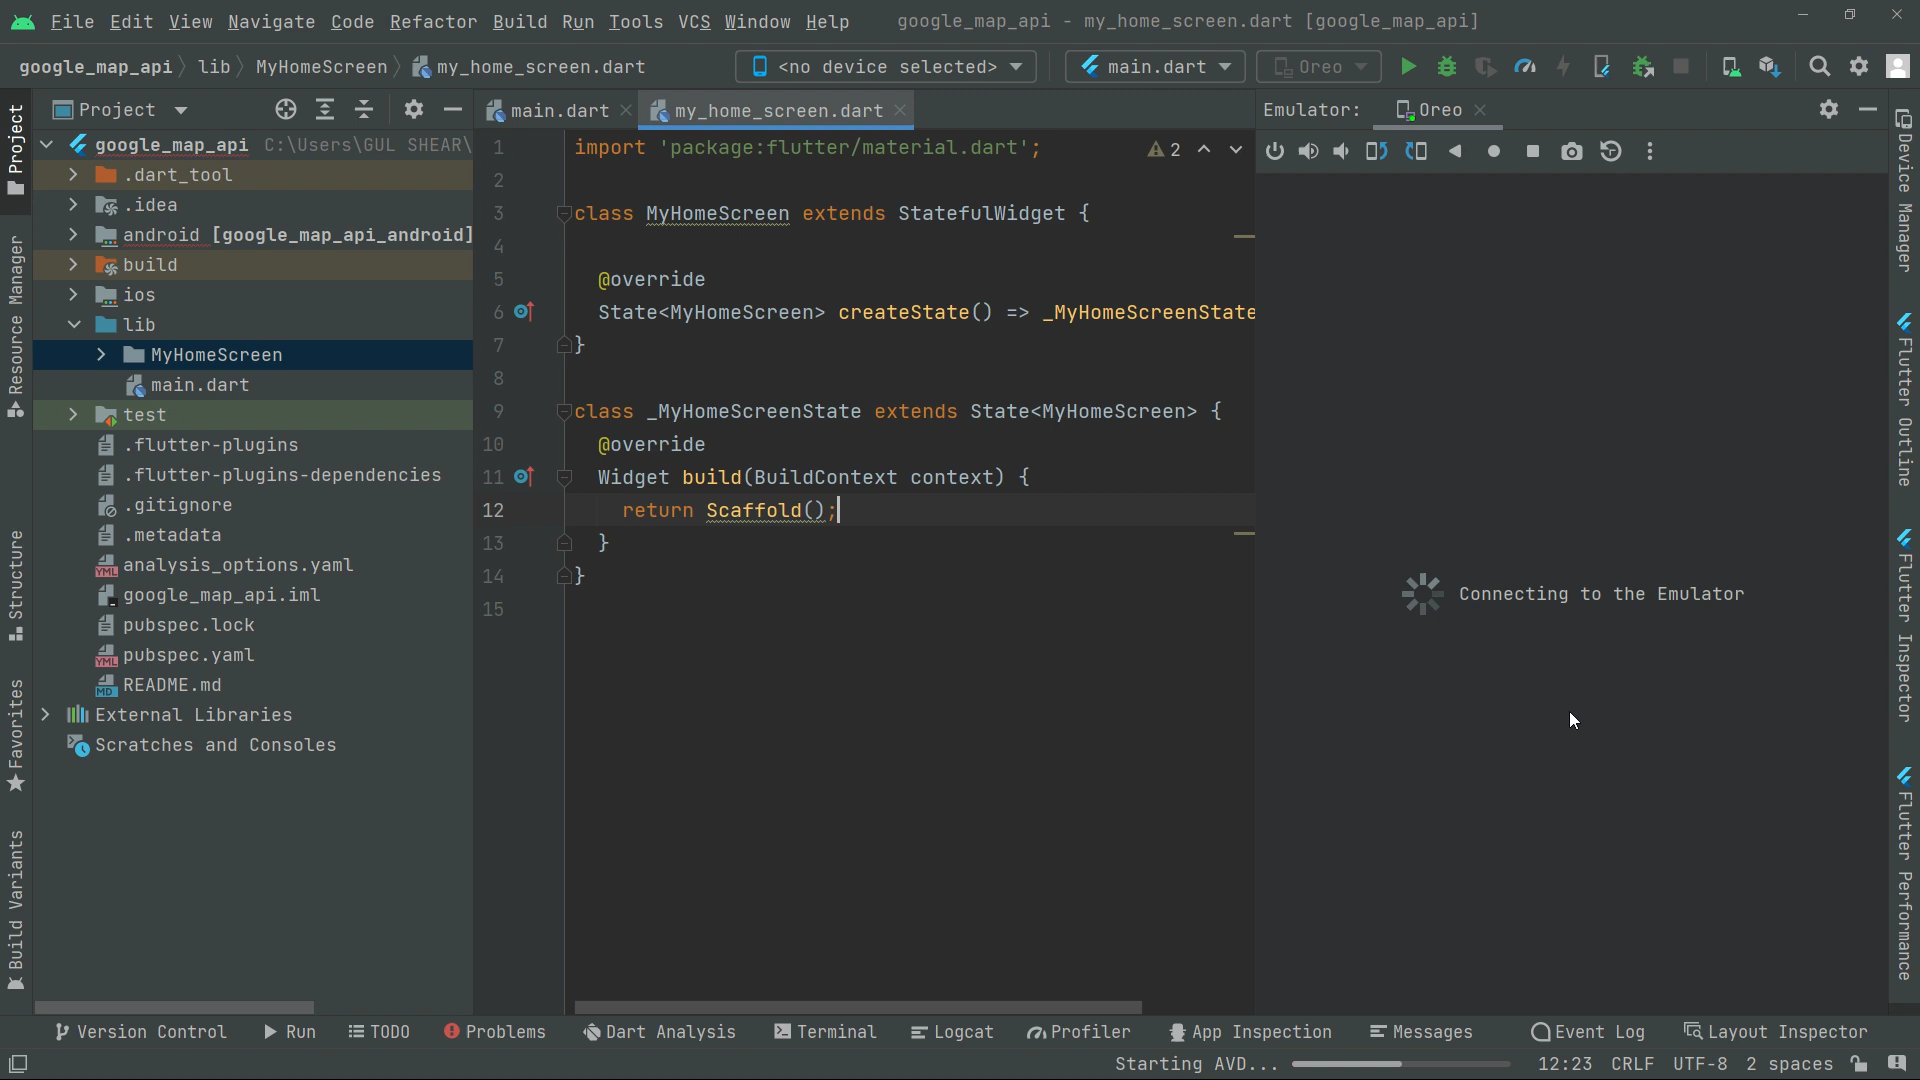 File Edit View Navigate Code Refactor Build Run Tools VCS Window Help google_map_api - my_home_screen.dart [google_map_api]
google_map_api lib MyHomeScreen my_home_screen.dart <no device selected> main.dart Oreo
Project
main.dart
my_home_screen.dart
Emulator: Oreo
google_map_api C:\Users\GUL SHEAR\
.dart_tool
.idea
android [google_map_api_android]
build
ios
lib
MyHomeScreen
main.dart
test
.flutter-plugins
.flutter-plugins-dependencies
.gitignore
.metadata
analysis_options.yaml
google_map_api.iml
pubspec.lock
pubspec.yaml
README.md
External Libraries
Scratches and Consoles
1 import 'package:flutter/material.dart'; 2
2
3 class MyHomeScreen extends StatefulWidget {
4
5 @override
6 State<MyHomeScreen> createState() => _MyHomeScreenState
7 }
8
9 class _MyHomeScreenState extends State<MyHomeScreen> {
10 @override
11 Widget build(BuildContext context) {
12 return Scaffold();
13 }
14 }
15
Connecting to the Emulator
Project
Resource Manager
Structure
Favorites
Build Variants
Device Manager
Flutter Outline
Flutter Inspector
Flutter Performance
Version Control Run TODO Problems Dart Analysis Terminal Logcat Profiler App Inspection Messages Event Log Layout Inspector
Starting AVD... 12:23 CRLF UTF-8 2 spaces